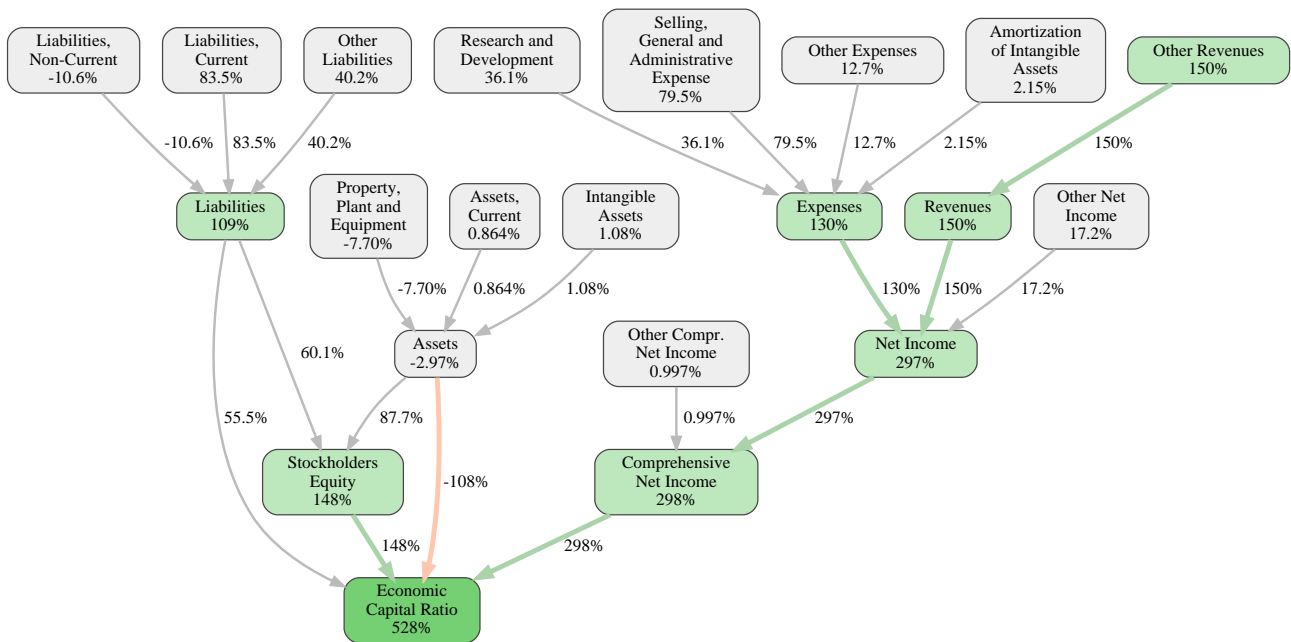 Liabilities,
Non-Current
-10.6%
Liabilities,
Current
83.5%
Other
Liabilities
40.2%
Research and
Development
36.1%
Selling,
General and
Administrative
Expense
79.5%
Other Expenses
12.7%
Amortization
of Intangible
Assets
2.15%
Other Revenues
150%
-10.6%
83.5%
40.2%
36.1%
79.5%
12.7%
2.15%
150%
Liabilities
109%
Property,
Plant and
Equipment
-7.70%
Assets,
Current
0.864%
Intangible
Assets
1.08%
Expenses
130%
Revenues
150%
Other Net
Income
17.2%
-7.70%
0.864%
1.08%
130%
150%
17.2%
60.1%
Assets
-2.97%
Other Compr.
Net Income
0.997%
Net Income
297%
55.5%
87.7%
0.997%
297%
Stockholders
Equity
148%
-108%
Comprehensive
Net Income
298%
148%
298%
Economic
Capital Ratio
528%